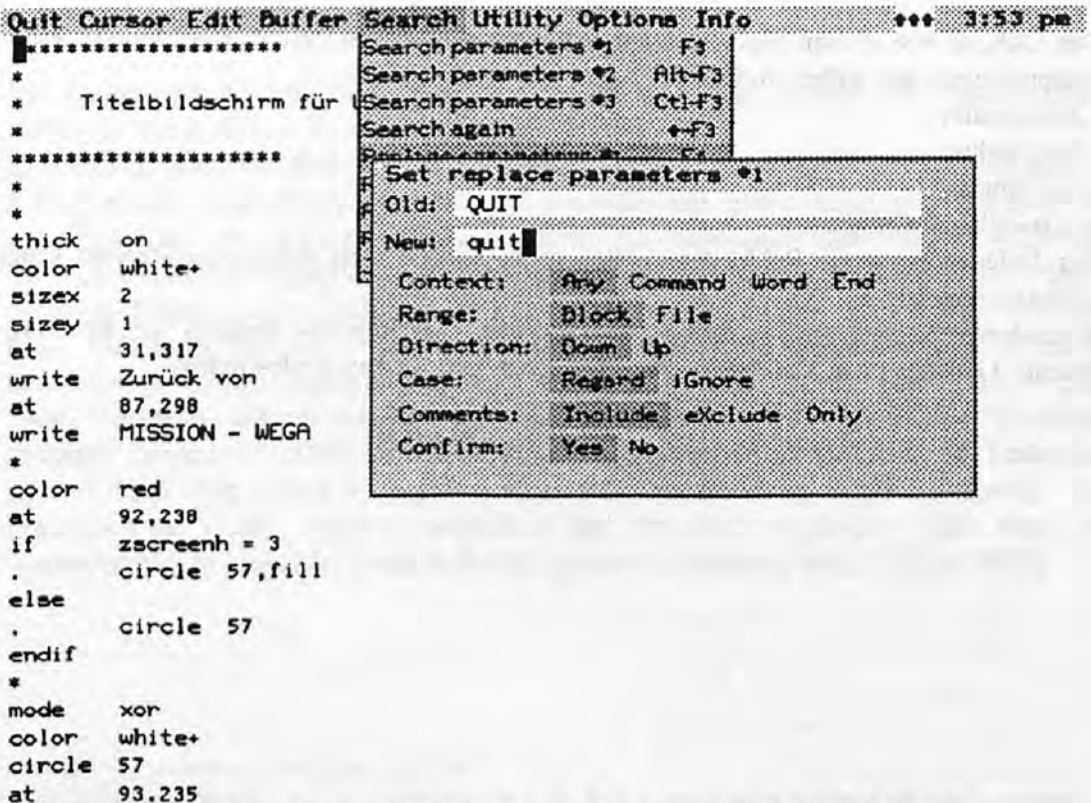 Quit Cursor Edit Buffer Search Utility Options Info 3:53 pm
*******************
*
* Titelbildschirm für
*
********************
*
*
thick on
color white+
sizex 2
sizey 1
at 31,317
write Zurück von
at 87,298
write MISSION - WEGA
*
color red
at 92,238
if zscreenh = 3
. circle 57,fill
else
. circle 57
endif
*
mode xor
color white+
circle 57
at 93,235
Search parameters #1 F3
Search parameters #2 Alt-F3
Search parameters #3 Ctl-F3
Search again F3
Set replace parameters #1
Old: QUIT
New: quit
Context: Any Command Word End
Range: Block File
Direction: Down Up
Case: Regard iGnore
Comments: Include eXclude Only
Confirm: Yes No